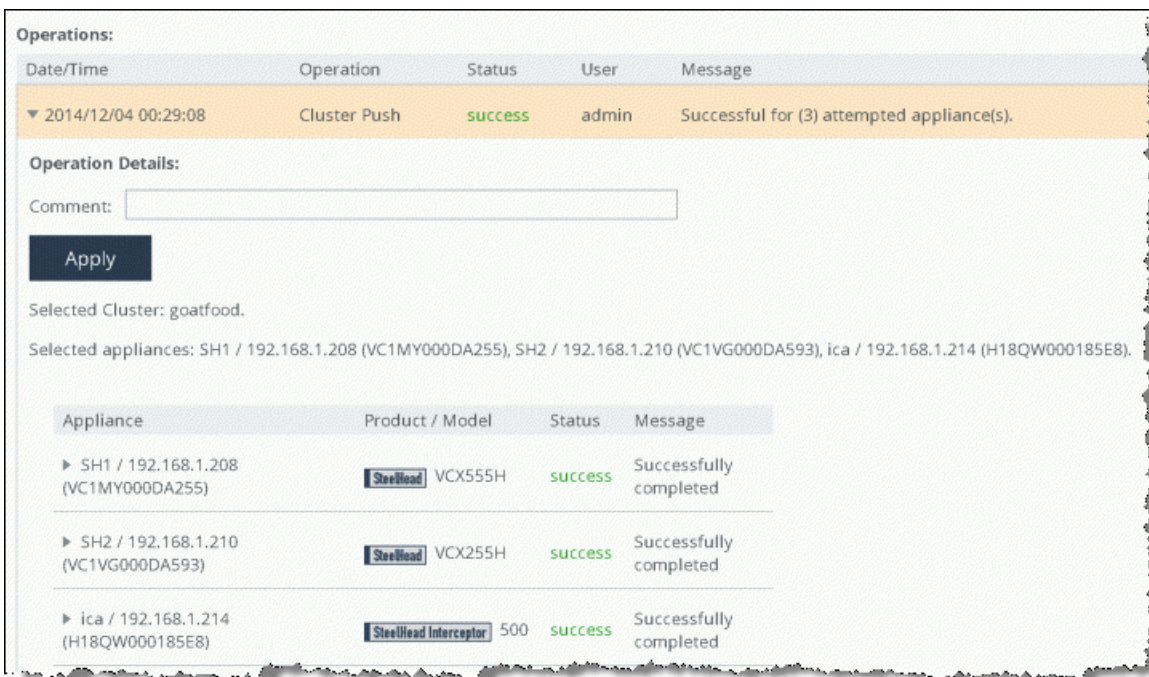 Operations:
Date/Time Operation Status User Message
2014/12/04 00:29:08 Cluster Push success admin Successful for (3) attempted appliance(s).
Operation Details:
Comment:
Apply
Selected Cluster: goatfood.
Selected appliances: SH1 / 192.168.1.208 (VC1MY000DA255), SH2 / 192.168.1.210 (VC1VG000DA593), ica / 192.168.1.214 (H18QW000185E8).
Appliance Product / Model Status Message
SH1 / 192.168.1.208
(VC1MY000DA255)
SteelHead VCX555H success
Successfully
completed
SH2 / 192.168.1.210
(VC1VG000DA593)
SteelHead VCX255H success
Successfully
completed
ica / 192.168.1.214
(H18QW000185E8)
SteelHead Interceptor 500 success
Successfully
completed